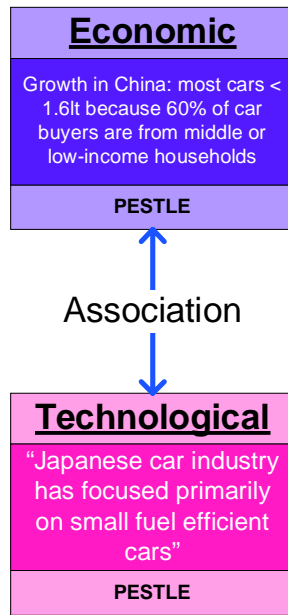 Economic
Growth in China: most cars <
1.6lt because 60% of car
buyers are from middle or
low-income households
PESTLE
Association
Technological
“Japanese car industry
has focused primarily
on small fuel efficient
cars”
PESTLE